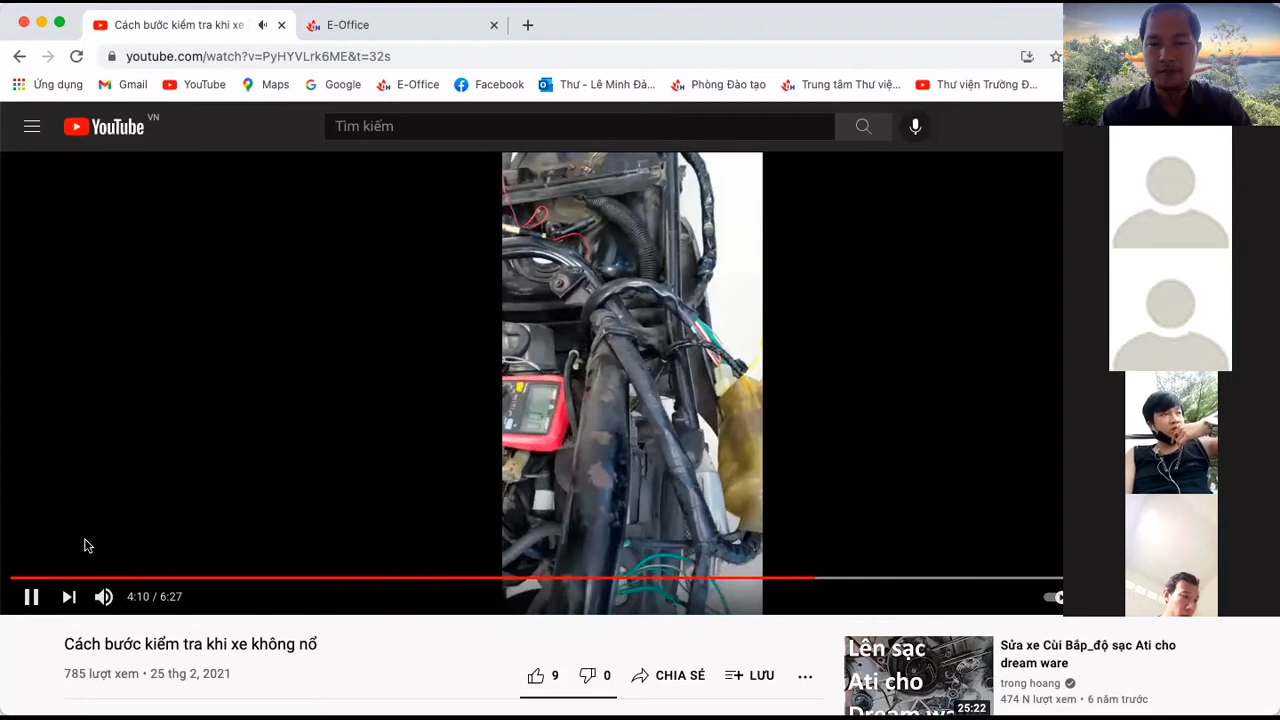 Cách bước kiểm tra khi xe
E-Office
youtube.com/watch?v=PyHYVLrk6ME&t=32s
Ứng dụng
Gmail
YouTube
Maps
Google
E-Office
Facebook
Thư - Lê Minh Đà...
Phòng Đào tạo
Trung tâm Thư việ...
Thư viện Trường Đ...
YouTube VN
Tìm kiếm
4:10 / 6:27
Cách bước kiểm tra khi xe không nổ
785 lượt xem • 25 thg 2, 2021
9
0
CHIA SẺ
LƯU
Lên sạc
Ati cho
25:22
Sửa xe Cùi Bắp_độ sạc Ati cho
dream ware
trong hoang
474 N lượt xem • 6 năm trước